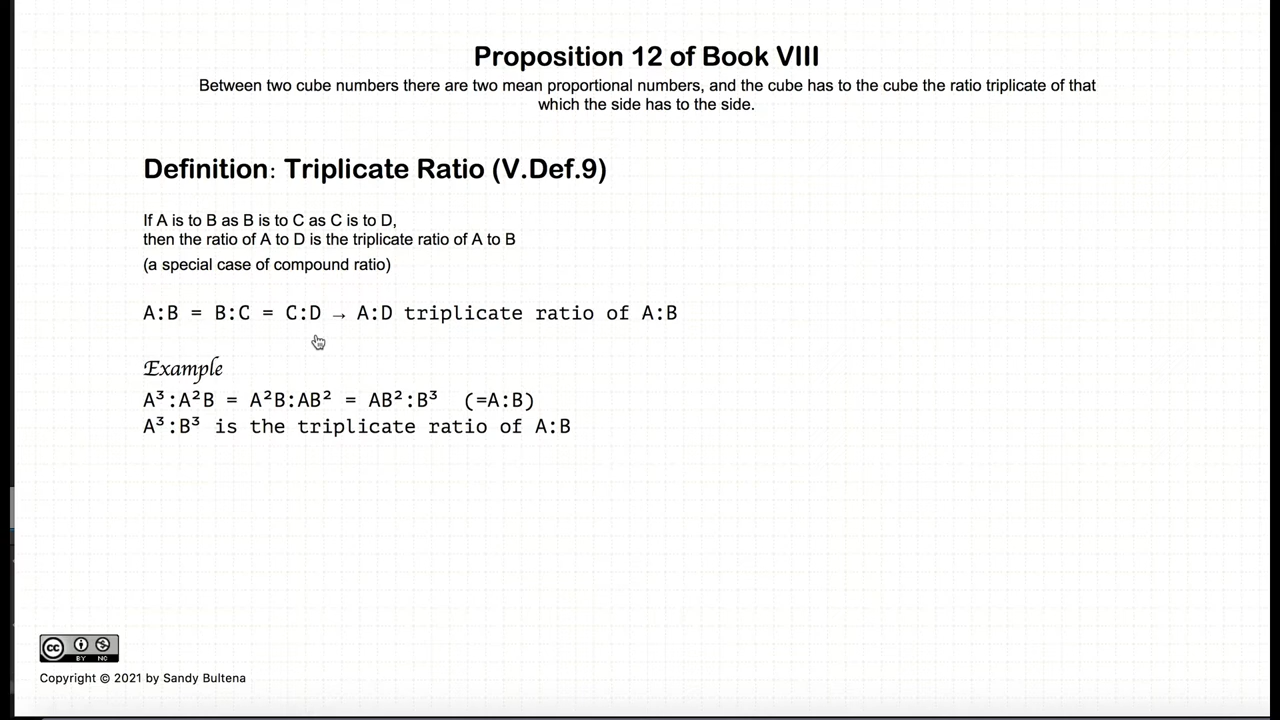 Proposition 12 of Book VIII
Between two cube numbers there are two mean proportional numbers, and the cube has to the cube the ratio triplicate of that
which the side has to the side.
Definition: Triplicate Ratio (V.Def.9)
If A is to B as B is to C as C is to D,
then the ratio of A to D is the triplicate ratio of A to B
(a special case of compound ratio)
A:B = B:C = C:D → A:D triplicate ratio of A:B
Example
A³:A²B = A²B:AB² = AB²:B³ (=A:B)
A³:B³ is the triplicate ratio of A:B
cc
BY NC
Copyright © 2021 by Sandy Bultena